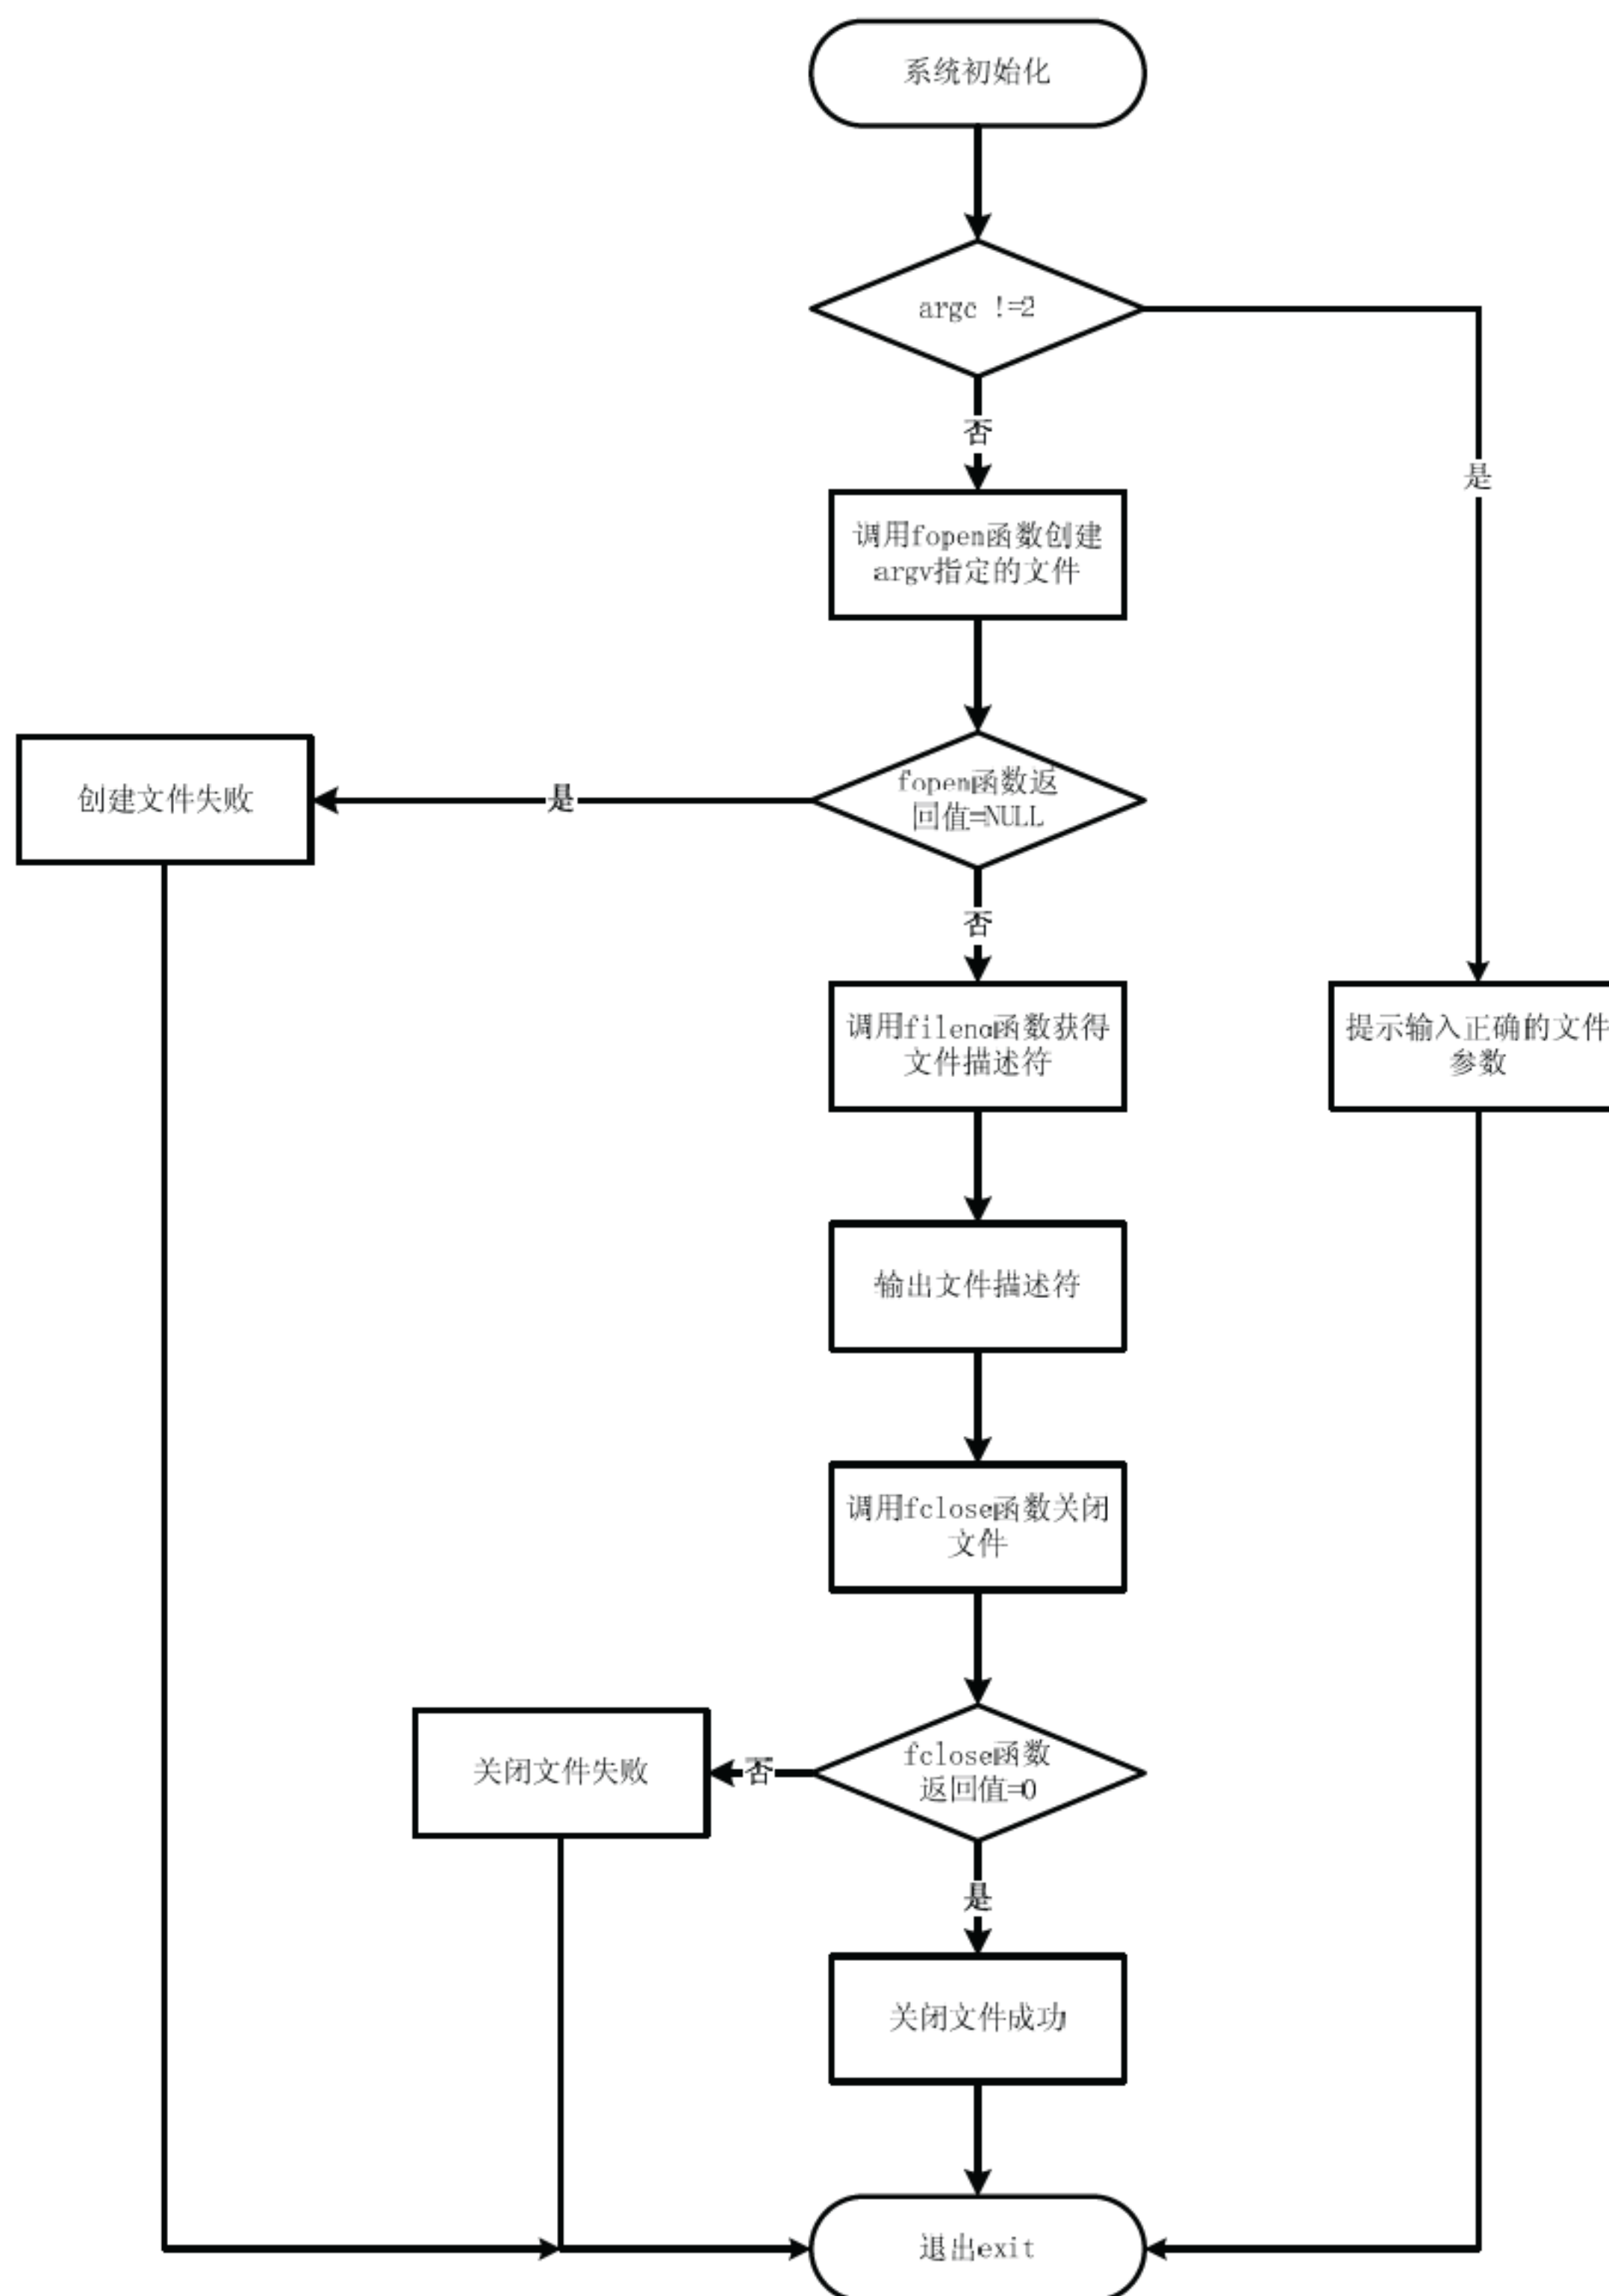 系统初始化
argc !=2
否
是
调用fopen函数创建
argv指定的文件
fopen函数返
回值=NULL
是
创建文件失败
否
调用fileno函数获得
文件描述符
提示输入正确的文件
参数
输出文件描述符
调用fclose函数关闭
文件
fclose函数
返回值=0
否
关闭文件失败
是
关闭文件成功
退出exit